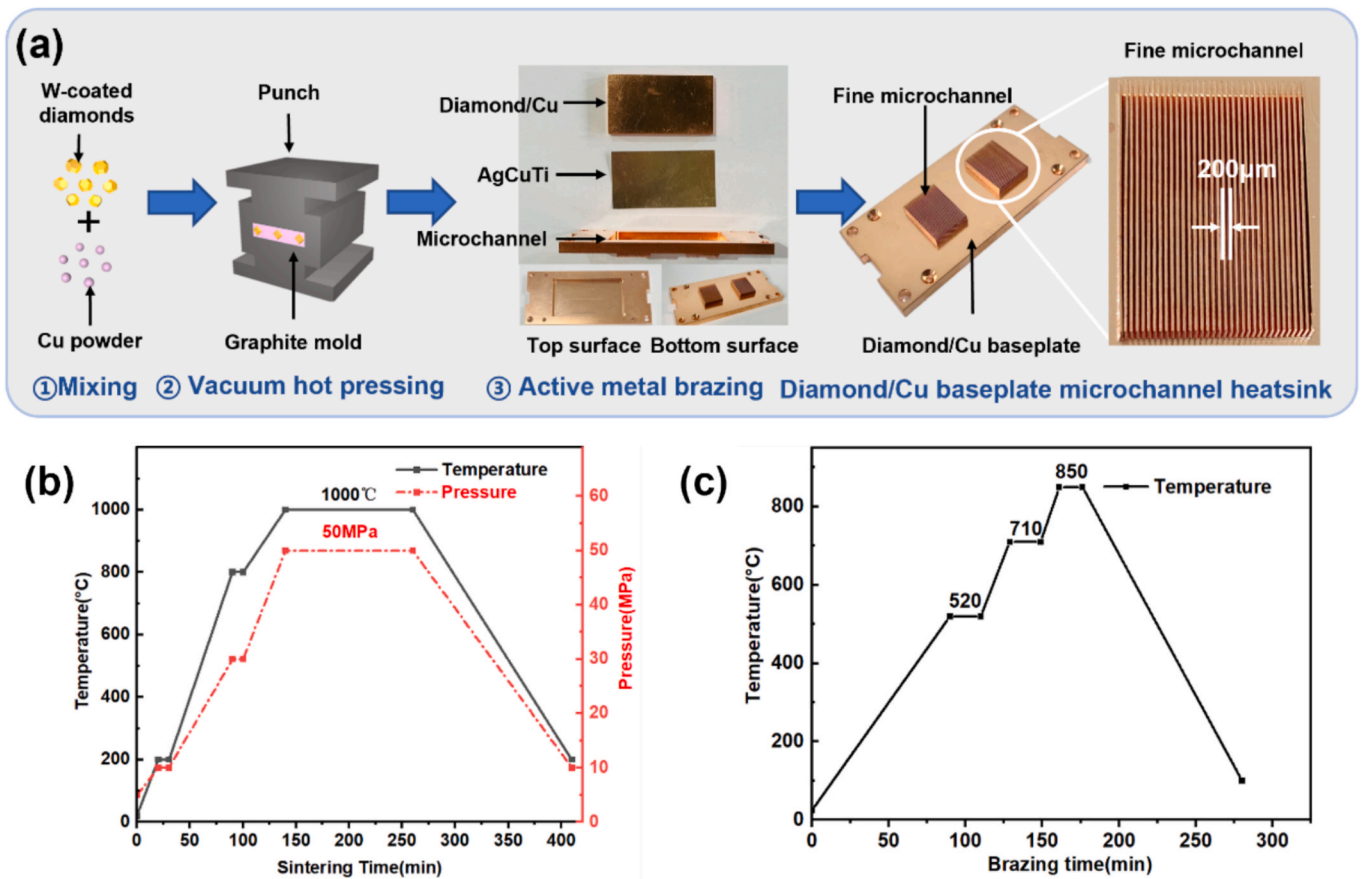 (a)
W-coated
diamonds
Cu powder
Punch
Graphite mold
Diamond/Cu
AgCuTi
Microchannel
Top surface
Bottom surface
Fine microchannel
Diamond/Cu baseplate
Fine microchannel
200μm
①Mixing
② Vacuum hot pressing
③ Active metal brazing
Diamond/Cu baseplate microchannel heatsink
(b)
Temperature
Pressure
1000℃
50MPa
Temperature(°C)
1000
800
600
400
200
0
Pressure(MPa)
60
50
40
30
20
10
0
0 50 100 150 200 250 300 350 400
Sintering Time(min)
(c)
Temperature
850
710
520
Temperature(°C)
800
600
400
200
0
0 50 100 150 200 250 300
Brazing time(min)